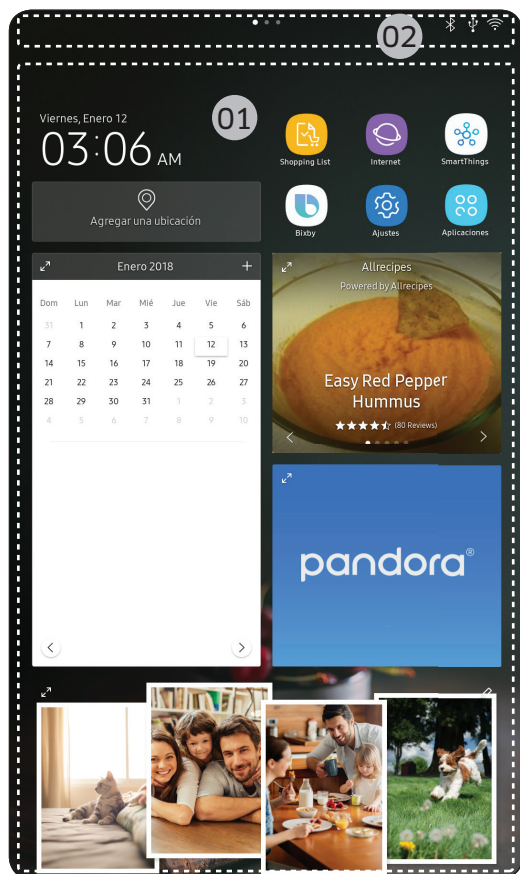 02
01
Viernes, Enero 12
03:06 AM
Agregar una ubicación
Shopping List
Internet
SmartThings
Bixby
Ajustes
Aplicaciones
Enero 2018 +
Dom Lun Mar Mié Jue Vie Sáb
31 1 2 3 4 5 6
7 8 9 10 11 12 13
14 15 16 17 18 19 20
21 22 23 24 25 26 27
28 29 30 31 1 2 3
4 5 6 7 8 9 10
Allrecipes
Powered by Allrecipes
Easy Red Pepper
Hummus
(80 Reviews)
pandora®